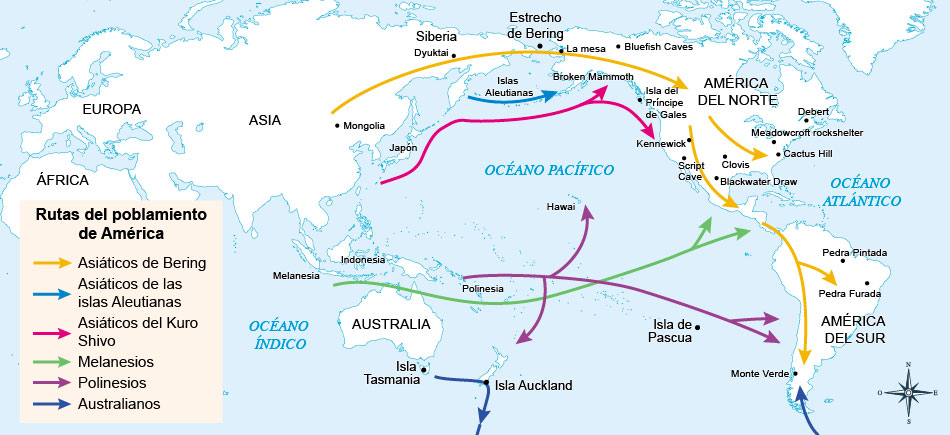 Estrecho
de Bering
Siberia
Dyuktai
La mesa
Bluefish Caves
Islas
Aleutianas
Broken Mammoth
AMÉRICA
DEL NORTE
Isla del
Príncipe
de Gales
EUROPA
ASIA
Mongolia
Japón
Debert
Meadowcroft rockshelter
Kennewick
Cactus Hill
Script
Cave
Clovis
Blackwater Draw
OCÉANO PACÍFICO
OCÉANO
ATLÁNTICO
ÁFRICA
Hawai
Rutas del poblamiento
de América
Asiáticos de Bering
Asiáticos de las
islas Aleutianas
Asiáticos del Kuro
Shivo
Melanesios
Polinesios
Australianos
Indonesia
Melanesia
Polinesia
Pedra Pintada
Pedra Furada
OCÉANO
ÍNDICO
AUSTRALIA
Isla de
Pascua
AMÉRICA
DEL SUR
Isla
Tasmania
Isla Auckland
Monte Verde
N
O
E
S